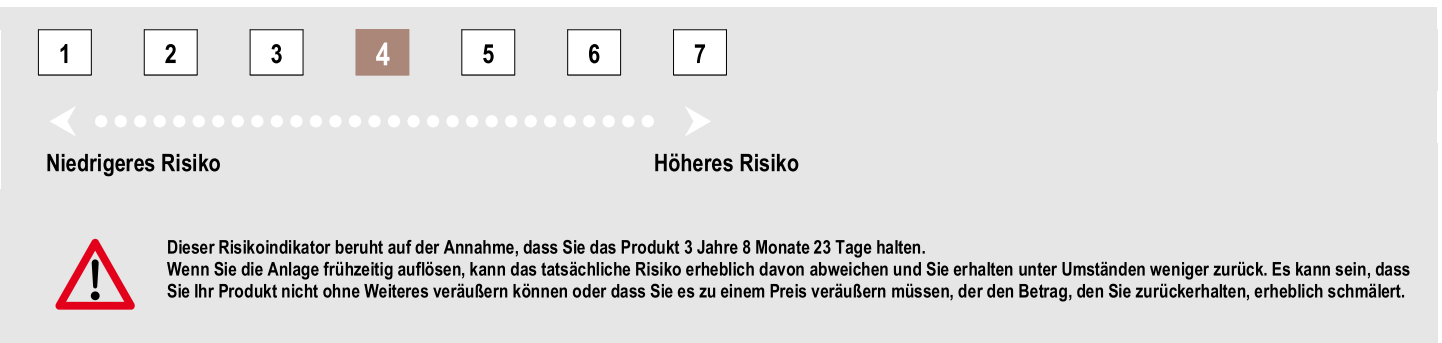 1 2 3 4 5 6 7
Niedrigeres Risiko Höheres Risiko
Dieser Risikoindikator beruht auf der Annahme, dass Sie das Produkt 3 Jahre 8 Monate 23 Tage halten.
Wenn Sie die Anlage frühzeitig auflösen, kann das tatsächliche Risiko erheblich davon abweichen und Sie erhalten unter Umständen weniger zurück. Es kann sein, dass
Sie Ihr Produkt nicht ohne Weiteres veräußern können oder dass Sie es zu einem Preis veräußern müssen, der den Betrag, den Sie zurückerhalten, erheblich schmälert.